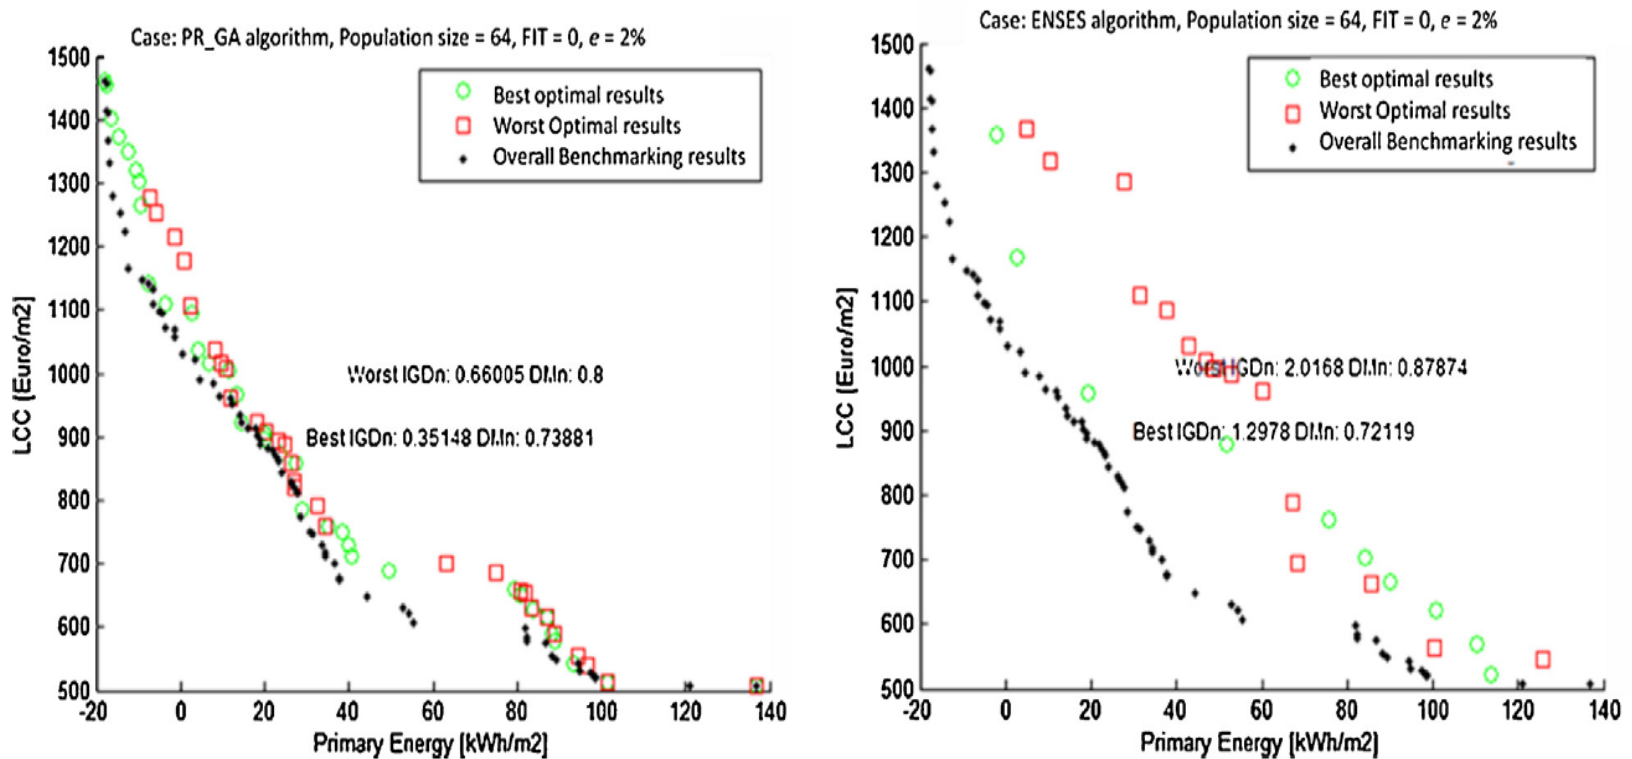 Case: PR_GA algorithm, Population size = 64, FIT = 0, e = 2%
1500
1400
1300
1200
1100
1000
900
800
700
600
500
LCC [Euro/m2]
Best optimal results
Worst Optimal results
Overall Benchmarking results
Worst IGDn: 0.66005 DMn: 0.8
Best IGDn: 0.35148 DMn: 0.73881
-20 0 20 40 60 80 100 120 140
Primary Energy [kWh/m2]
Case: ENSES algorithm, Population size = 64, FIT = 0, e = 2%
1500
1400
1300
1200
1100
1000
900
800
700
600
500
LCC [Euro/m2]
Best optimal results
Worst Optimal results
Overall Benchmarking results
Worst IGDn: 2.0168 DMn: 0.87874
Best IGDn: 1.2978 DMn: 0.72119
-20 0 20 40 60 80 100 120 140
Primary Energy [kWh/m2]